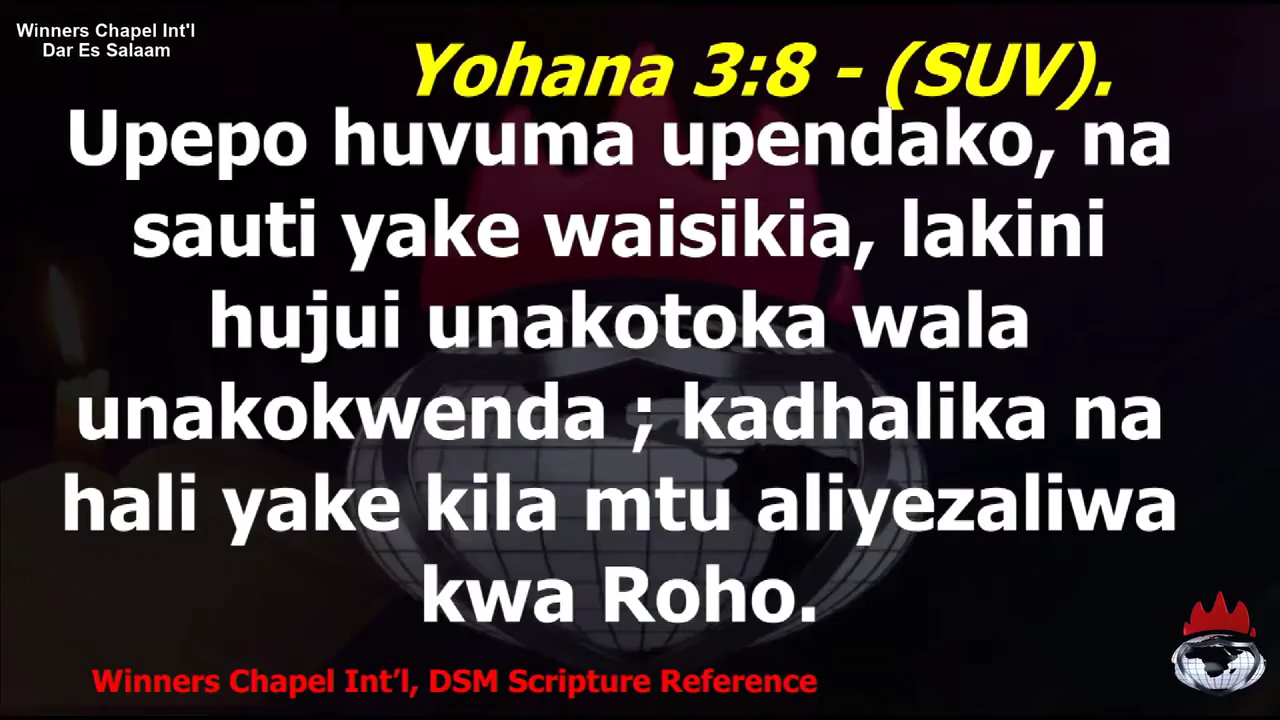 Winners Chapel Int'l
Dar Es Salaam
Yohana 3:8 - (SUV).
Upepo huvuma upendako, na
sauti yake waisikia, lakini
hujui unakotoka wala
unakokwenda ; kadhalika na
hali yake kila mtu aliyezaliwa
kwa Roho.
Winners Chapel Int’l, DSM Scripture Reference